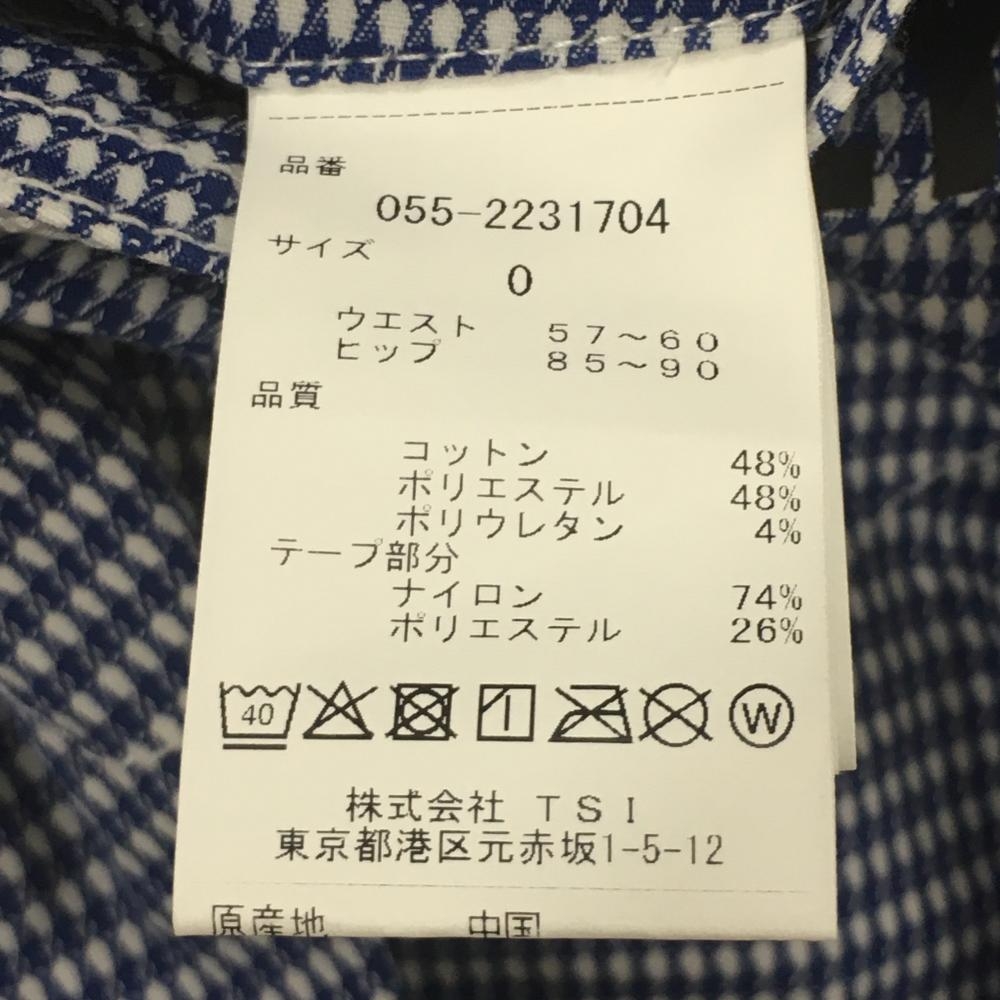 品番
055-2231704
サイズ
0
ウエスト 57～60
ヒップ 85～90
品質
コットン 48%
ポリエステル 48%
ポリウレタン 4%
テープ部分
ナイロン 74%
ポリエステル 26%
40 W
株式会社 TSI
東京都港区元赤坂1-5-12
原産地 中国